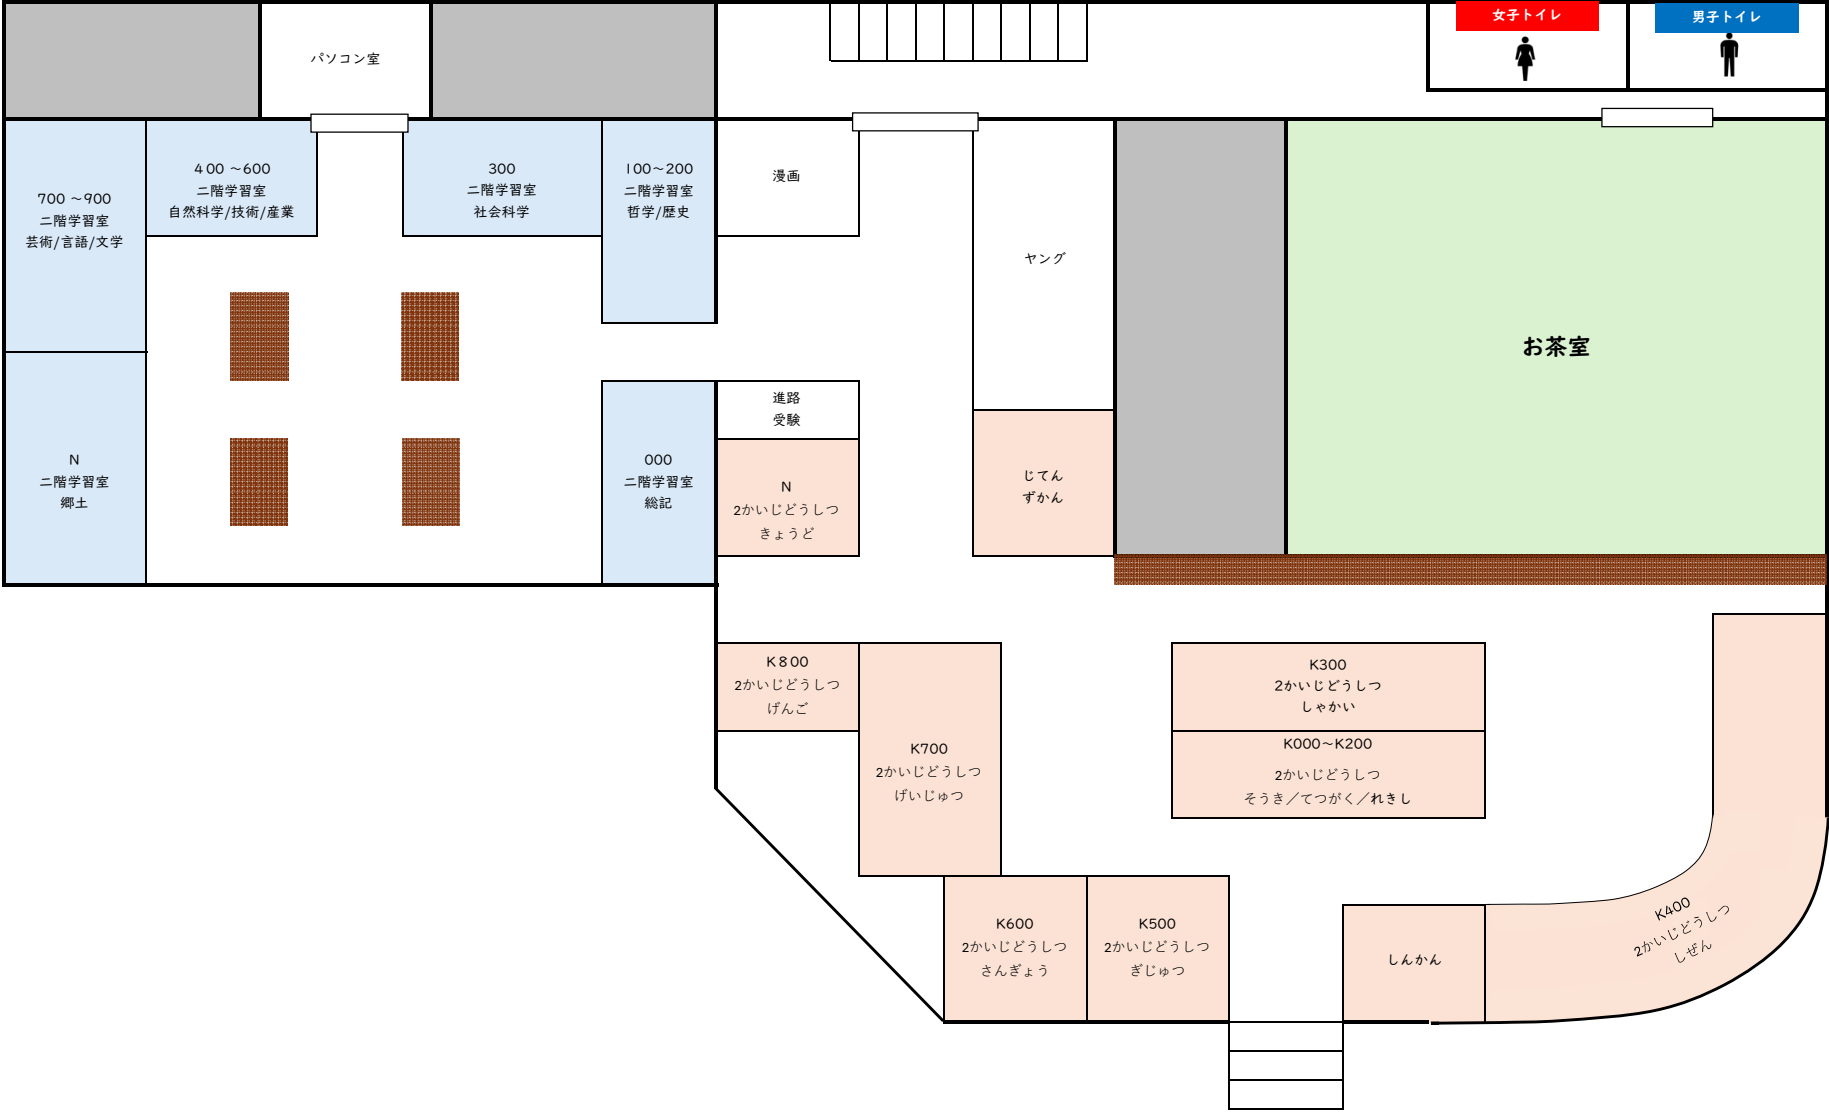 女子トイレ
男子トイレ
パソコン室
700 ～900
二階学習室
芸術/言語/文学
４00 ～600
二階学習室
自然科学/技術/産業
300
二階学習室
社会科学
100～200
二階学習室
哲学/歴史
漫画
ヤング
お茶室
進路
受験
N
二階学習室
郷土
000
二階学習室
総記
N
2かいじどうしつ
きょうど
じてん
ずかん
K８00
2かいじどうしつ
げんご
K700
2かいじどうしつ
げいじゅつ
K300
2かいじどうしつ
しゃかい
K000～K200
2かいじどうしつ
そうき／てつがく／れきし
K600
2かいじどうしつ
さんぎょう
K500
2かいじどうしつ
ぎじゅつ
しんかん
K400
2かいじどうしつ
しぜん